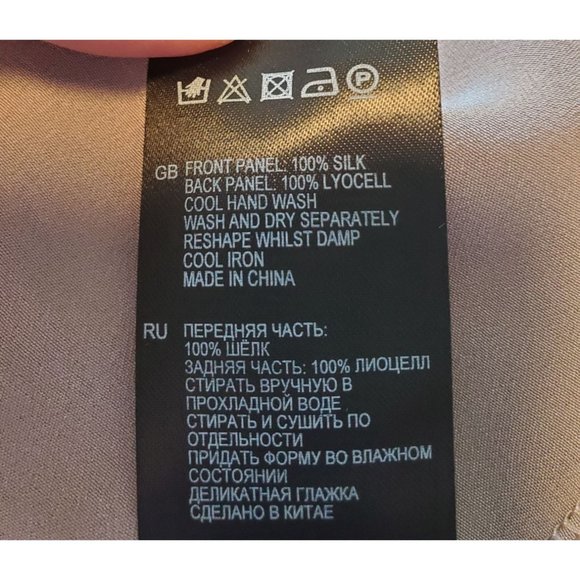 P
GB FRONT PANEL: 100% SILK
BACK PANEL: 100% LYOCELL
COOL HAND WASH
WASH AND DRY SEPARATELY
RESHAPE WHILST DAMP
COOL IRON
MADE IN CHINA
RU ПЕРЕДНЯЯ ЧАСТЬ:
100% ШЁЛК
ЗАДНЯЯ ЧАСТЬ: 100% ЛИОЦЕЛЛ
СТИРАТЬ ВРУЧНУЮ В
ПРОХЛАДНОЙ ВОДЕ
СТИРАТЬ И СУШИТЬ ПО
ОТДЕЛЬНОСТИ
ПРИДАТЬ ФОРМУ ВО ВЛАЖНОМ
СОСТОЯНИИ
ДЕЛИКАТНАЯ ГЛАЖКА
СДЕЛАНО В КИТАЕ